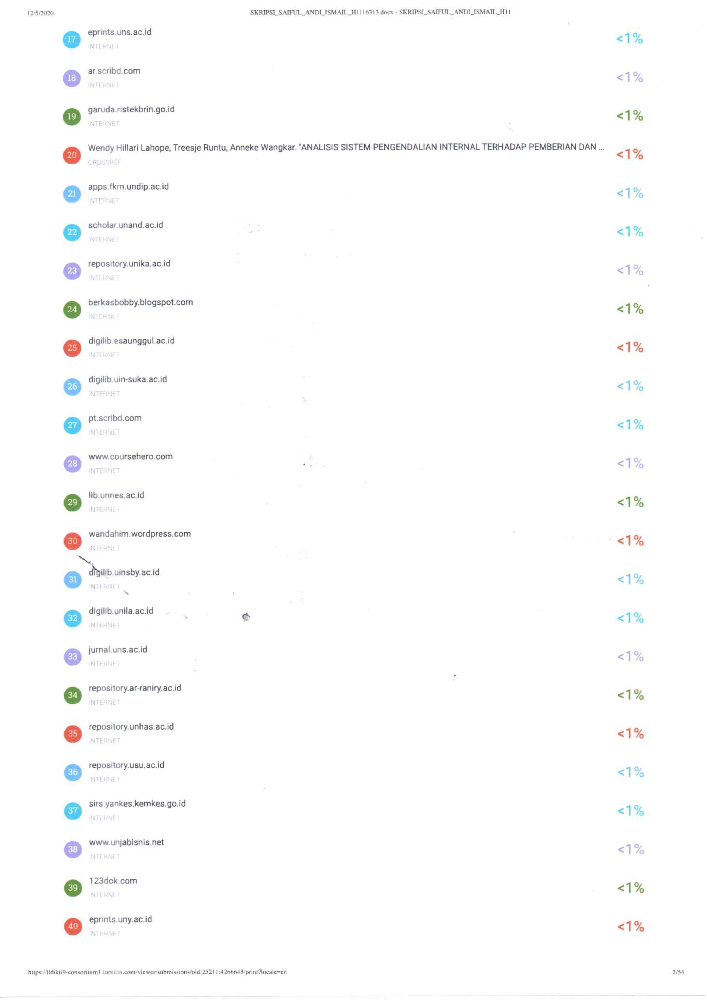 12/5/2020
SKRIPSI_SAIFUL_ANDI_ISMAIL_H1116313.docx - SKRIPSI_SAIFUL_ANDI_ISMAIL_H11
17
eprints.uns.ac.id
INTERNET
<1%
18
ar.scribd.com
INTERNET
<1%
19
garuda.ristekbrin.go.id
INTERNET
<1%
20
Wendy Hillari Lahope, Treesje Runtu, Anneke Wangkar. "ANALISIS SISTEM PENGENDALIAN INTERNAL TERHADAP PEMBERIAN DAN ...
CROSSREF
<1%
21
apps.fkm.undip.ac.id
INTERNET
<1%
22
scholar.unand.ac.id
INTERNET
<1%
23
repository.unika.ac.id
INTERNET
<1%
24
berkasbobby.blogspot.com
INTERNET
<1%
25
digilib.esaunggul.ac.id
INTERNET
<1%
26
digilib.uin-suka.ac.id
INTERNET
<1%
27
pt.scribd.com
INTERNET
<1%
28
www.coursehero.com
INTERNET
<1%
29
lib.unnes.ac.id
INTERNET
<1%
30
wandahim.wordpress.com
INTERNET
<1%
31
digilib.uinsby.ac.id
INTERNET
<1%
32
digilib.unila.ac.id
INTERNET
<1%
33
jurnal.uns.ac.id
INTERNET
<1%
34
repository.ar-raniry.ac.id
INTERNET
<1%
35
repository.unhas.ac.id
INTERNET
<1%
36
repository.usu.ac.id
INTERNET
<1%
37
sirs.yankes.kemkes.go.id
INTERNET
<1%
38
www.unjabisnis.net
INTERNET
<1%
39
123dok.com
INTERNET
<1%
40
eprints.uny.ac.id
INTERNET
<1%
https://lldikti9-consortium1.turnitin.com/viewer/submissions/oid:25211:4266643/print?locale=en
2/54